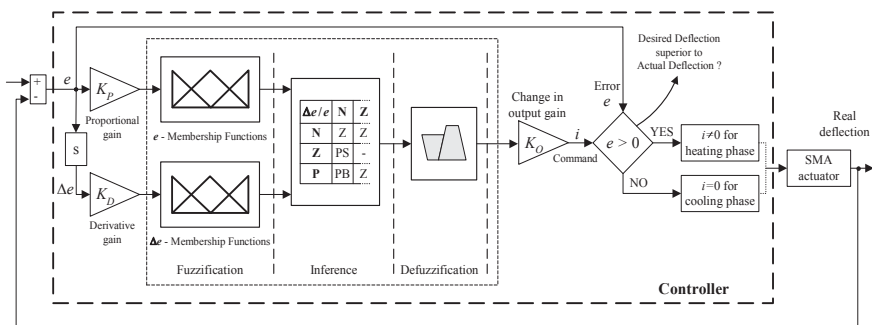 Desired Deflection
superior to
Actual Deflection ?
+
-
e
K_P
Proportional
gain
e - Membership Functions
s
Δe
K_D
Derivative
gain
Δe - Membership Functions
Fuzzification
Δe/e N Z
N Z Z
Z PS -
P PB Z
Inference
Defuzzification
Change in
output gain
K_O
i
Command
Error
e
e > 0
YES
NO
i≠0 for
heating phase
i=0 for
cooling phase
Real
deflection
SMA
actuator
Controller